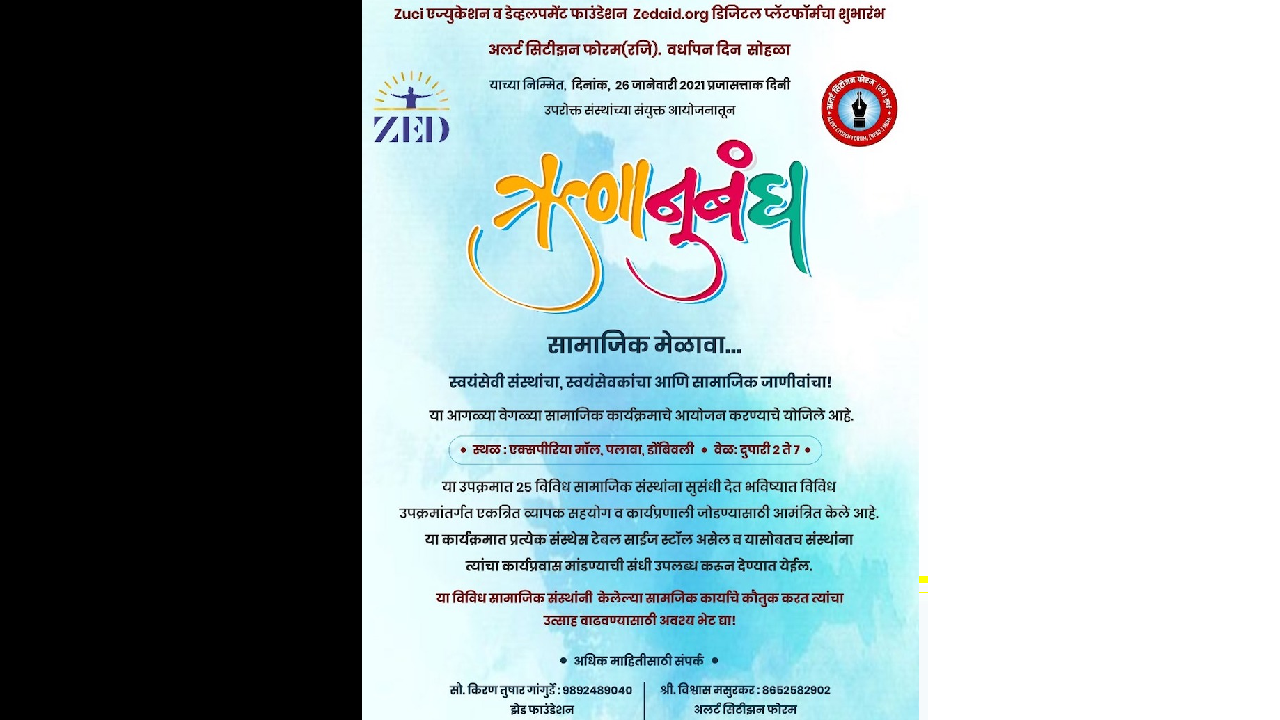 Zuci एज्युकेशन व डेव्हलपमेंट फाउंडेशन Zedaid.org डिजिटल प्लॅटफॉर्मचा शुभारंभ
अलर्ट सिटीझन फोरम(रजि). वर्धापन दिन सोहळा
याच्या निम्मित, दिनांक, 26 जानेवारी 2021 प्रजासत्ताक दिनी
उपरोक्त संस्थांच्या संयुक्त आयोजनातून
ZED
ऋणानुबंध
सामाजिक मेळावा...
स्वयंसेवी संस्थांचा, स्वयंसेवकांचा आणि सामाजिक जाणीवांचा!
या आगळ्या वेगळ्या सामाजिक कार्यक्रमाचे आयोजन करण्याचे योजिले आहे.
• स्थळ : एक्सपीरिया मॉल, पलावा, डोंबिवली • वेळ: दुपारी 2 ते 7 •
या उपक्रमात 25 विविध सामाजिक संस्थांना सुसंधी देत भविष्यात विविध
उपक्रमांतर्गत एकत्रित व्यापक सहयोग व कार्यप्रणाली जोडण्यासाठी आमंत्रित केले आहे.
या कार्यक्रमात प्रत्येक संस्थेस टेबल साईज स्टॉल असेल व यासोबतच संस्थांना
त्यांचा कार्यप्रवास मांडण्याची संधी उपलब्ध करुन देण्यात येईल.
या विविध सामाजिक संस्थांनी केलेल्या सामजिक कार्याचे कौतुक करत त्यांचा
उत्साह वाढवण्यासाठी अवश्य भेट द्या!
• अधिक माहितीसाठी संपर्क •
सौ. किरण तुषार गांगुर्डे : 9892489040
झेड फाउंडेशन
श्री. विश्वास मसुरकर : 8652582902
अलर्ट सिटीझन फोरम